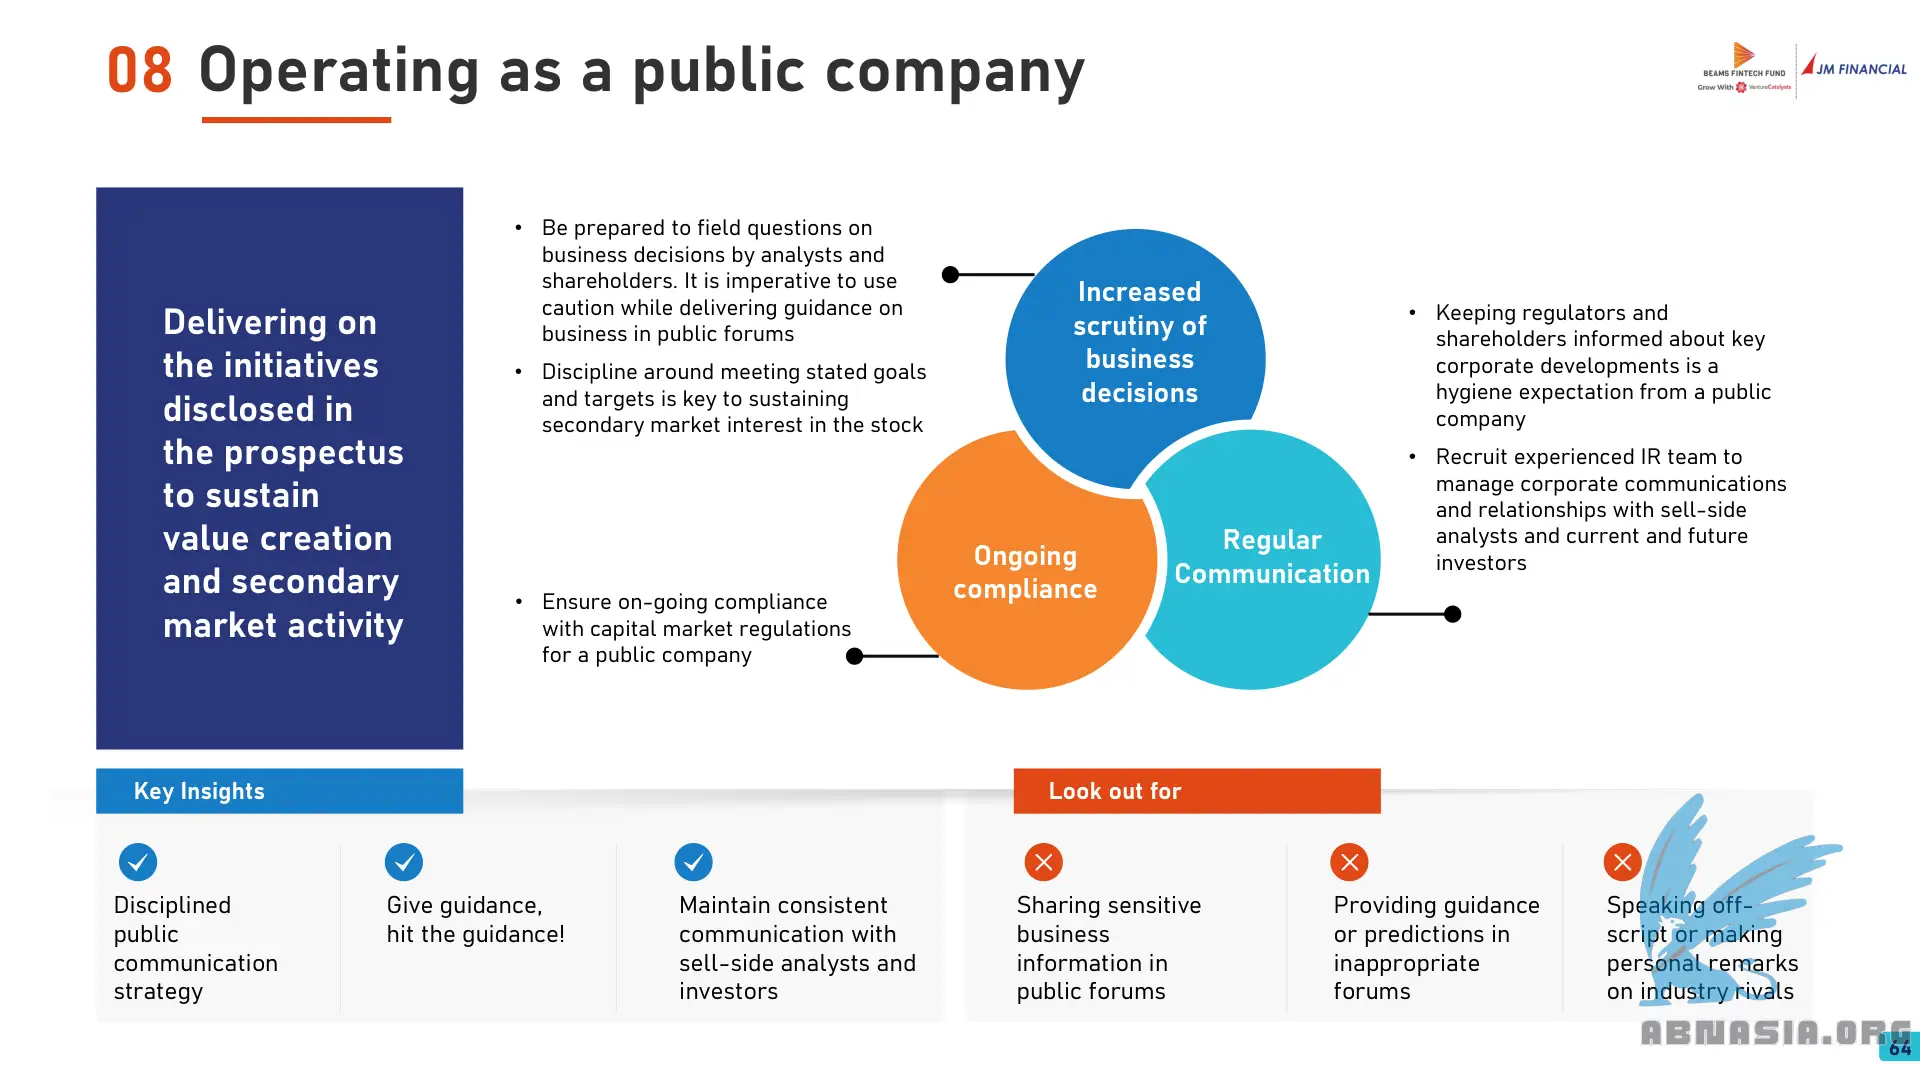 08 Operating as a public company
BEAMS FINTECH FUND
Grow With VentureCatalysts
JM FINANCIAL
Delivering on
the initiatives
disclosed in
the prospectus
to sustain
value creation
and secondary
market activity
• Be prepared to field questions on
business decisions by analysts and
shareholders. It is imperative to use
caution while delivering guidance on
business in public forums
• Discipline around meeting stated goals
and targets is key to sustaining
secondary market interest in the stock
• Ensure on-going compliance
with capital market regulations
for a public company
Increased
scrutiny of
business
decisions
Ongoing
compliance
Regular
Communication
• Keeping regulators and
shareholders informed about key
corporate developments is a
hygiene expectation from a public
company
• Recruit experienced IR team to
manage corporate communications
and relationships with sell-side
analysts and current and future
investors
Key Insights
Disciplined
public
communication
strategy
Give guidance,
hit the guidance!
Maintain consistent
communication with
sell-side analysts and
investors
Look out for
Sharing sensitive
business
information in
public forums
Providing guidance
or predictions in
inappropriate
forums
Speaking off-
script or making
personal remarks
on industry rivals
ABNASIA.ORG
64